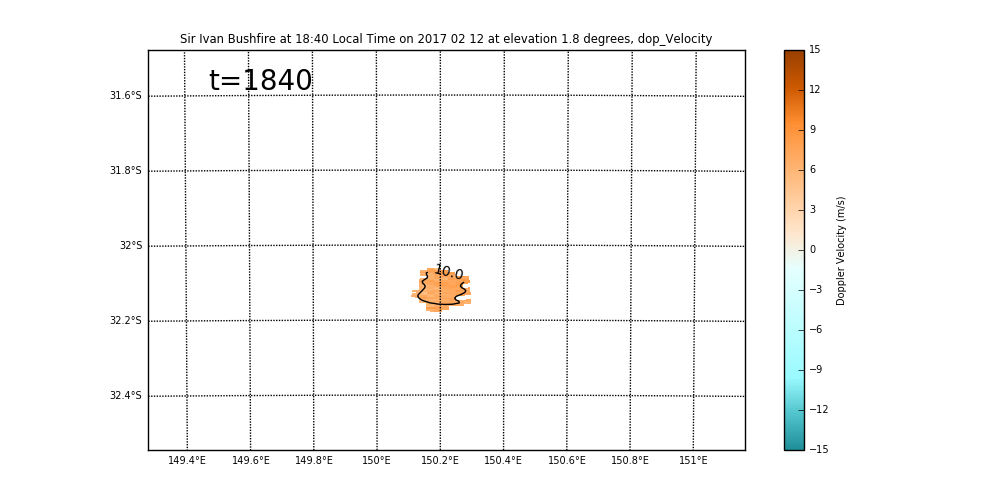 Sir Ivan Bushfire at 18:40 Local Time on 2017 02 12 at elevation 1.8 degrees, dop_Velocity
t=1840
31.6°S
31.8°S
32°S
32.2°S
32.4°S
10.0
149.4°E 149.6°E 149.8°E 150°E 150.2°E 150.4°E 150.6°E 150.8°E 151°E
15
12
9
6
3
0
−3
−6
−9
−12
−15
Doppler Velocity (m/s)